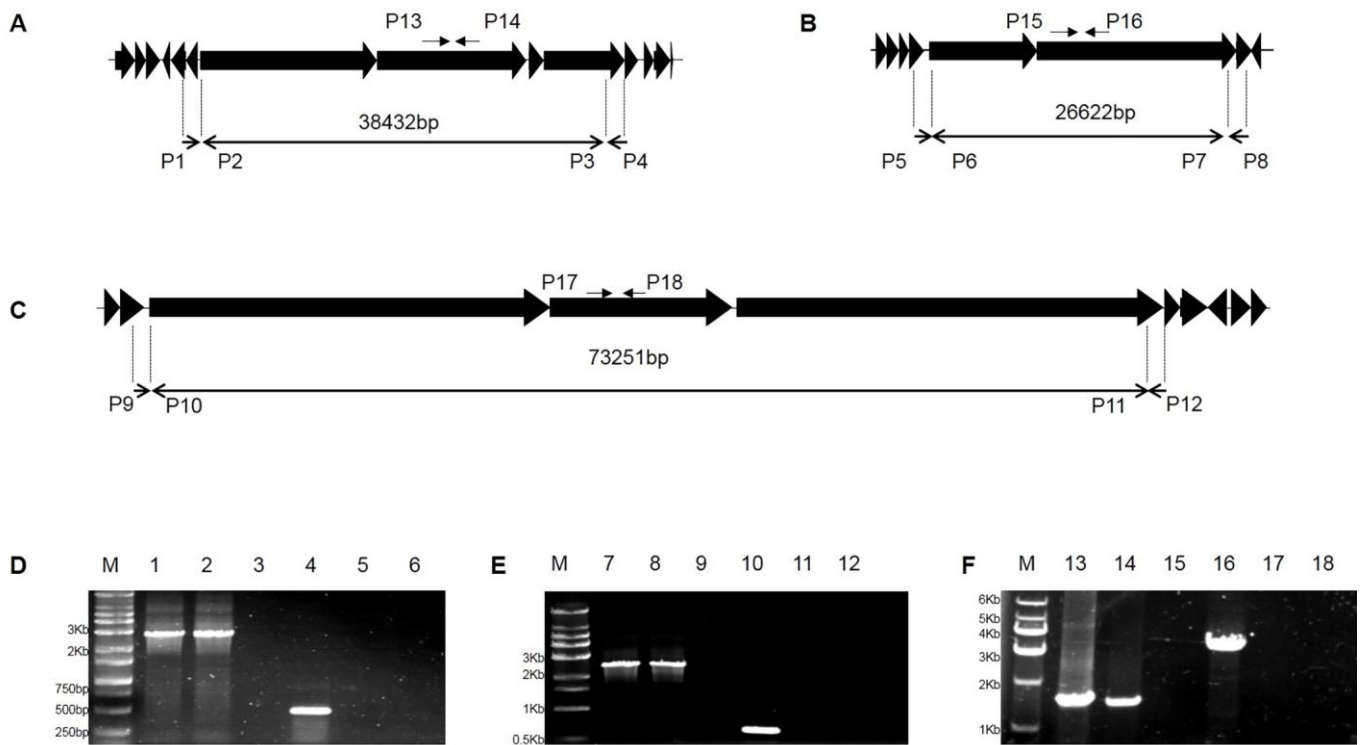 A
P13 P14
38432bp
P1 P2 P3 P4
B
P15 P16
26622bp
P5 P6 P7 P8
C
P17 P18
73251bp
P9 P10 P11 P12
D M 1 2 3 4 5 6
3Kb
2Kb
750bp
500bp
250bp
E M 7 8 9 10 11 12
3Kb
2Kb
1Kb
0.5Kb
F M 13 14 15 16 17 18
6Kb
5Kb
4Kb
3Kb
2Kb
1Kb